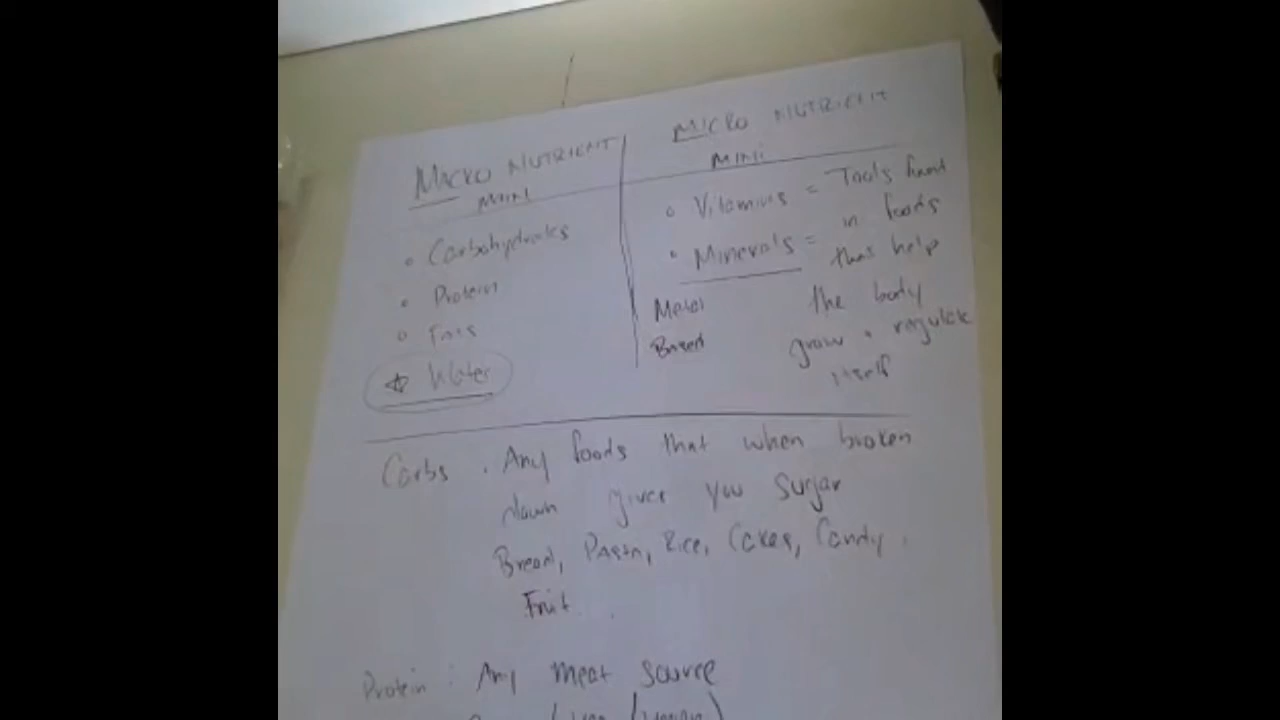 MACRO NUTRIENT
MAIN
• Carbohydrates
• Protein
• Fats
☆ Water
MICRO NUTRIENT
MINI
• Vitamins = Tools found
in foods
• Minerals = that help
the body
grow + regulate
itself
Metal
Based
Carbs . Any foods that when broken
down gives you sugar
Bread, Pasta, Rice, Cakes, Candy,
Fruit
Protein : Any meat source